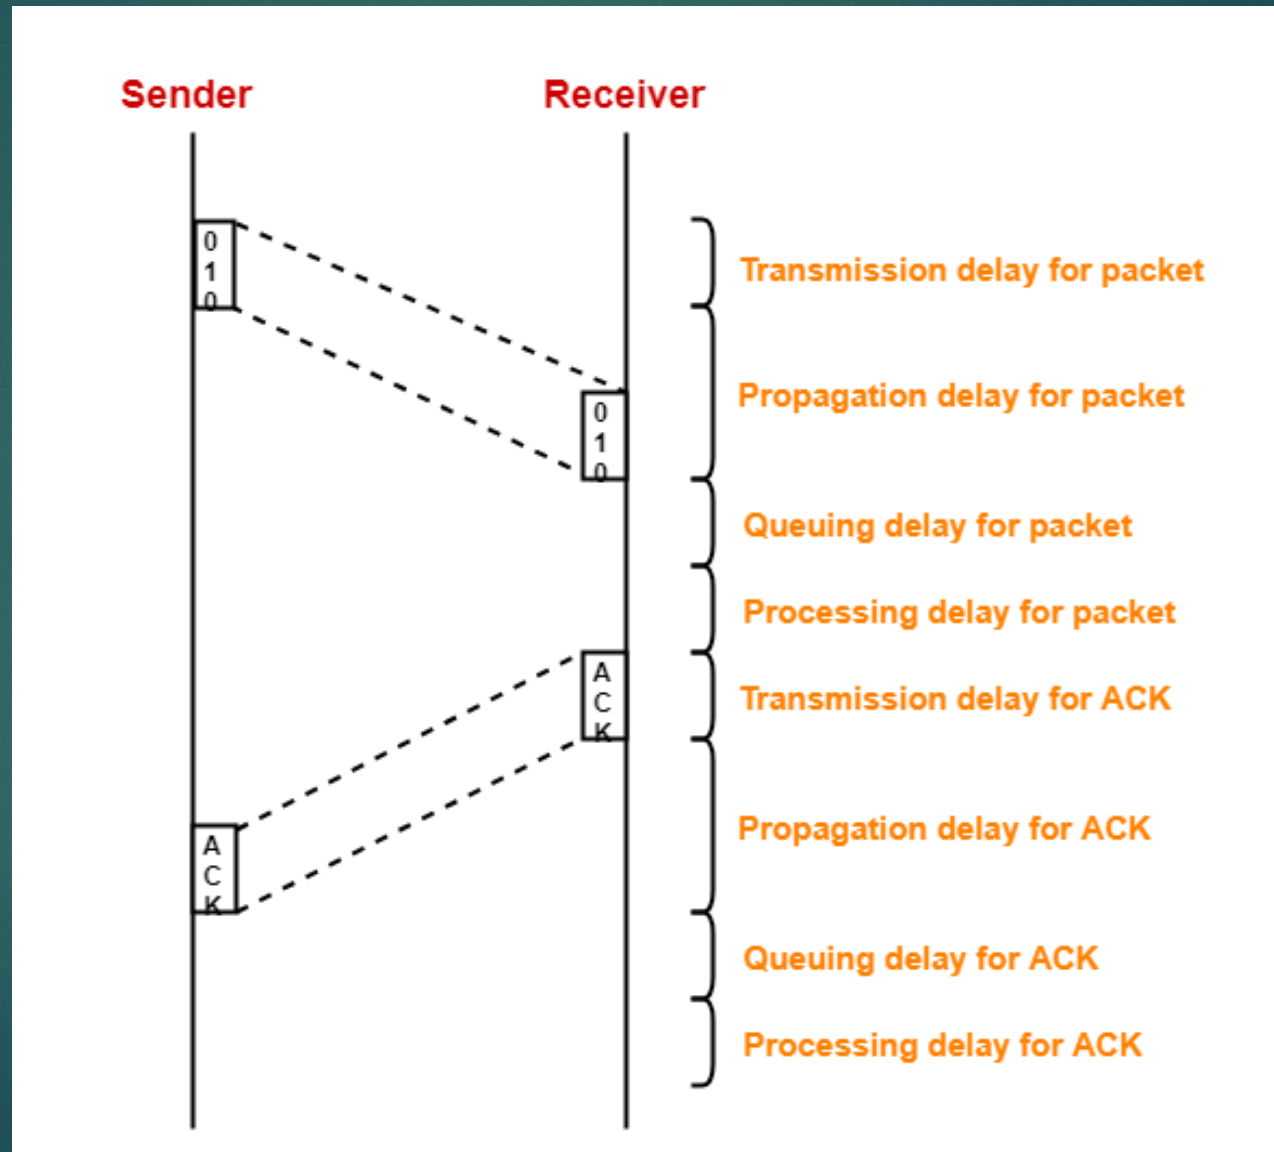 Sender
Receiver
0
1
0
Transmission delay for packet
Propagation delay for packet
0
1
0
Queuing delay for packet
Processing delay for packet
A
C
K
Transmission delay for ACK
Propagation delay for ACK
A
C
K
Queuing delay for ACK
Processing delay for ACK